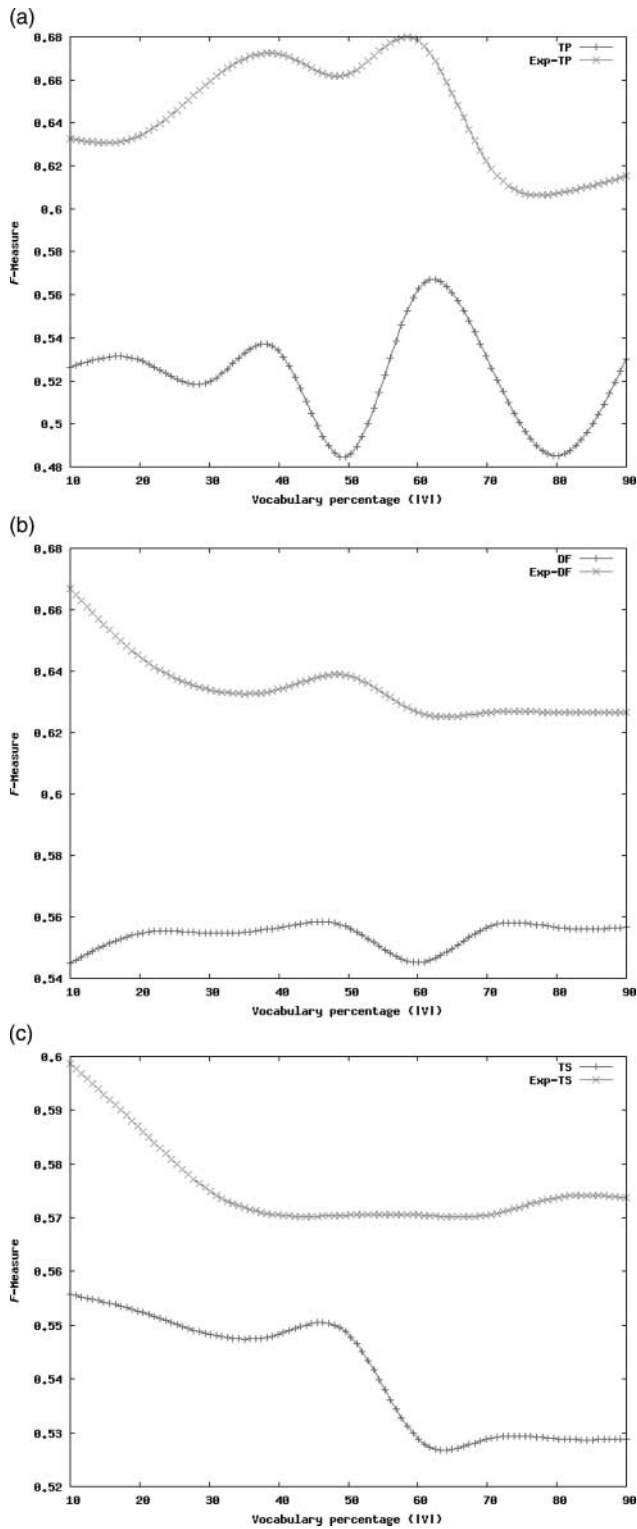 (a)
0.68
0.68
0.64
0.62
0.6
0.58
0.56
0.54
0.52
0.5
0.48
F-Measure
TP
Exp-TP
10 20 30 40 50 60 70 80 90
Vocabulary percentage (|V|)
(b)
0.68
0.66
0.64
0.62
0.6
0.58
0.56
0.54
F-Measure
DF
Exp-DF
10 20 30 40 50 60 70 80 90
Vocabulary percentage (|V|)
(c)
0.6
0.59
0.58
0.57
0.56
0.55
0.54
0.53
0.52
F-Measure
TS
Exp-TS
10 20 30 40 50 60 70 80 90
Vocabulary percentage (|V|)